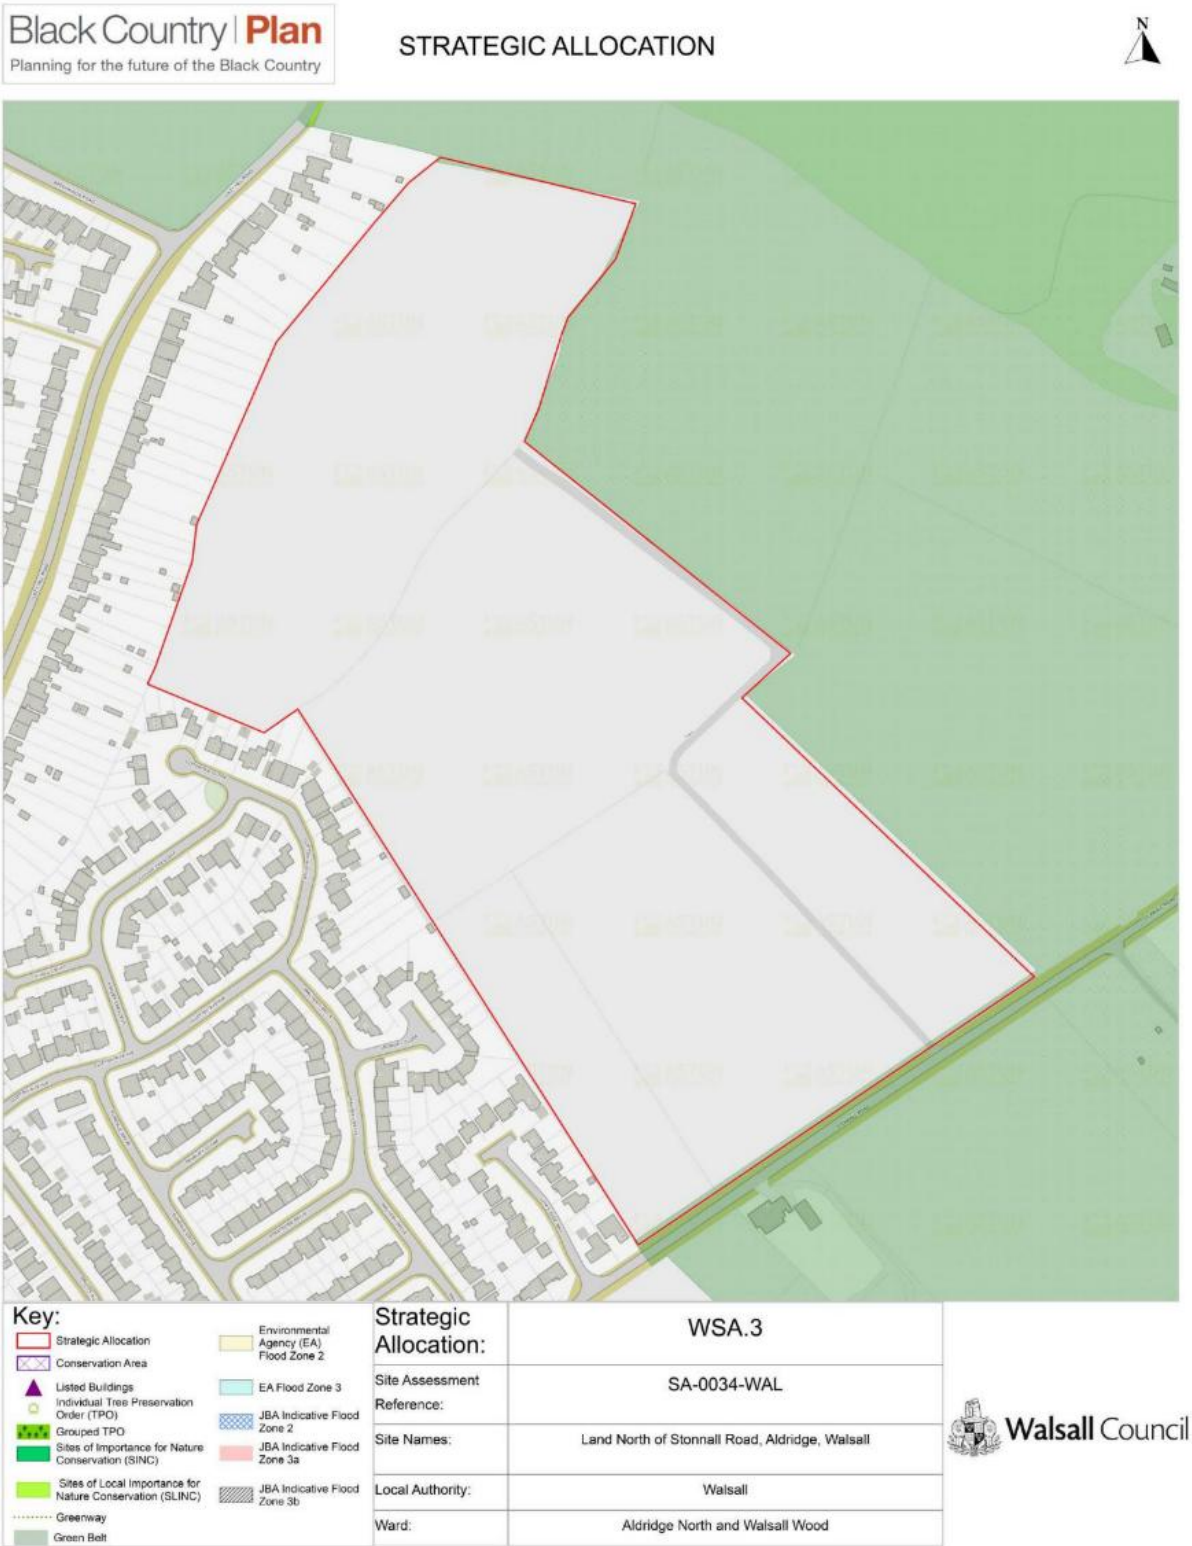 Black Country | Plan
Planning for the future of the Black Country
STRATEGIC ALLOCATION
N
Key:
Strategic Allocation
Conservation Area
Listed Buildings
Individual Tree Preservation
Order (TPO)
Grouped TPO
Sites of Importance for Nature
Conservation (SINC)
Sites of Local Importance for
Nature Conservation (SLINC)
Greenway
Green Belt
Environmental
Agency (EA)
Flood Zone 2
EA Flood Zone 3
JBA Indicative Flood
Zone 2
JBA Indicative Flood
Zone 3a
JBA Indicative Flood
Zone 3b
Strategic
Allocation:
WSA.3
Site Assessment
Reference:
SA-0034-WAL
Site Names:
Land North of Stonnall Road, Aldridge, Walsall
Local Authority:
Walsall
Ward:
Aldridge North and Walsall Wood
Walsall Council